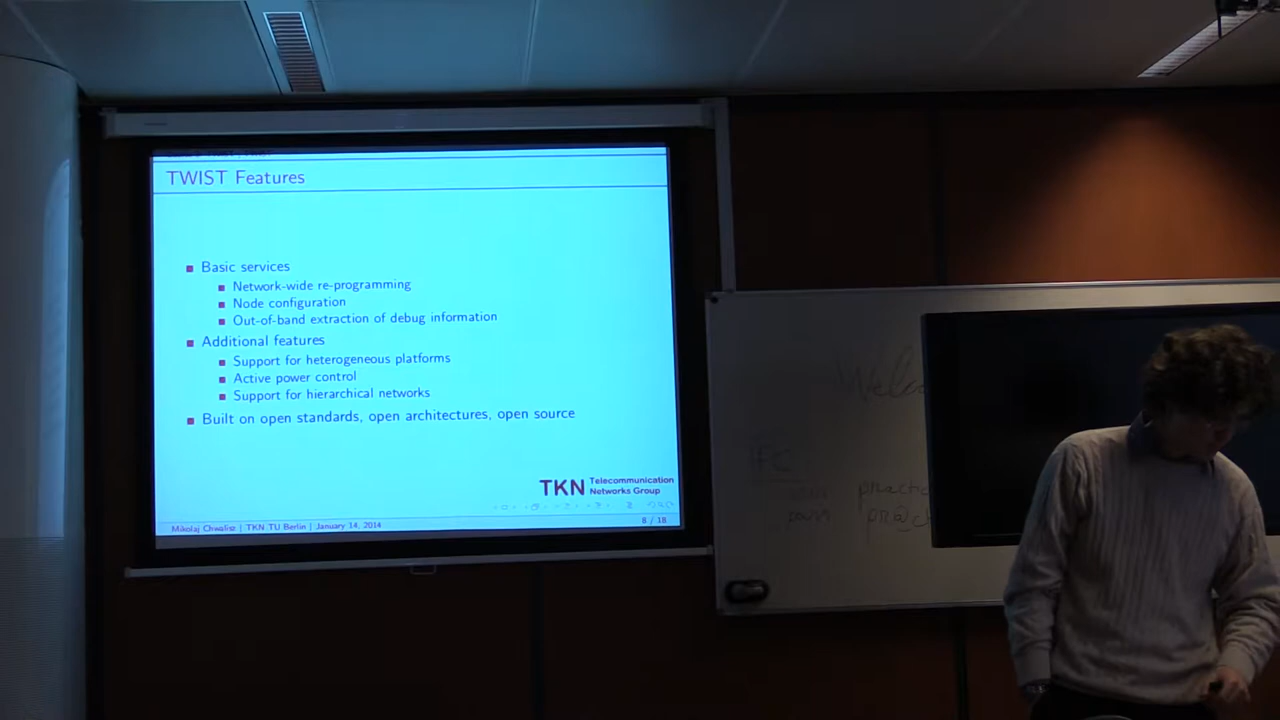 TWIST Features
Basic services
Network-wide re-programming
Node configuration
Out-of-band extraction of debug information
Additional features
Support for heterogeneous platforms
Active power control
Support for hierarchical networks
Built on open standards, open architectures, open source
TKN Telecommunication
Networks Group
Mikolaj Chwalisz | TKN TU Berlin | January 14, 2014
8 / 18